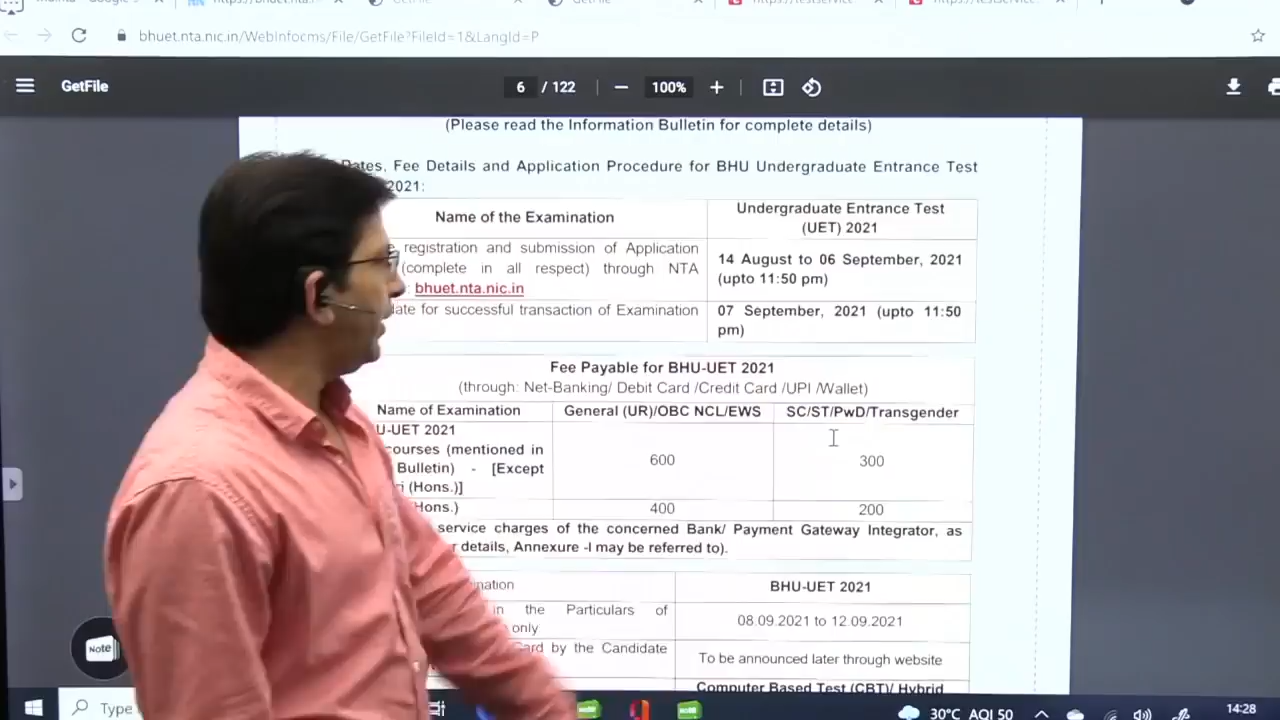 bhuet.nta.nic.in/WebInfocms/File/GetFile?FileId=1&LangId=P
GetFile
6 / 122
100%
(Please read the Information Bulletin for complete details)
Dates, Fee Details and Application Procedure for BHU Undergraduate Entrance Test
2021:
Name of the Examination
Undergraduate Entrance Test
(UET) 2021
registration and submission of Application
(complete in all respect) through NTA
: bhuet.nta.nic.in
14 August to 06 September, 2021
(upto 11:50 pm)
for successful transaction of Examination
07 September, 2021 (upto 11:50
pm)
Fee Payable for BHU-UET 2021
(through: Net-Banking/ Debit Card /Credit Card /UPI /Wallet)
Name of Examination
General (UR)/OBC NCL/EWS
SC/ST/PwD/Transgender
U-UET 2021
(mentioned in
Bulletin) - [Except
(Hons.)]
600
300
(Hons.)
400
200
service charges of the concerned Bank/ Payment Gateway Integrator, as
details, Annexure -I may be referred to).
BHU-UET 2021
in the Particulars of
only
08.09.2021 to 12.09.2021
by the Candidate
To be announced later through website
Computer Based Test (CBT)/ Hybrid
Note
Type
30°C AQI 50
14:28